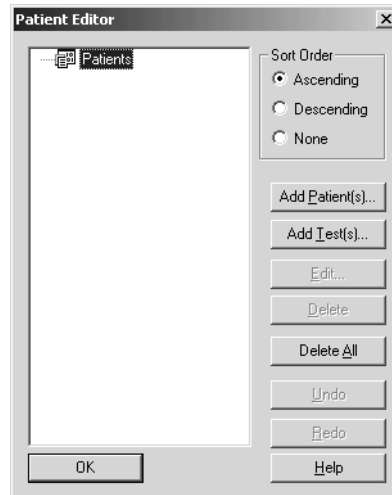 Patient Editor
Patients
Sort Order
Ascending
Descending
None
Add Patient(s)...
Add Test(s)...
Edit...
Delete
Delete All
Undo
Redo
OK
Help